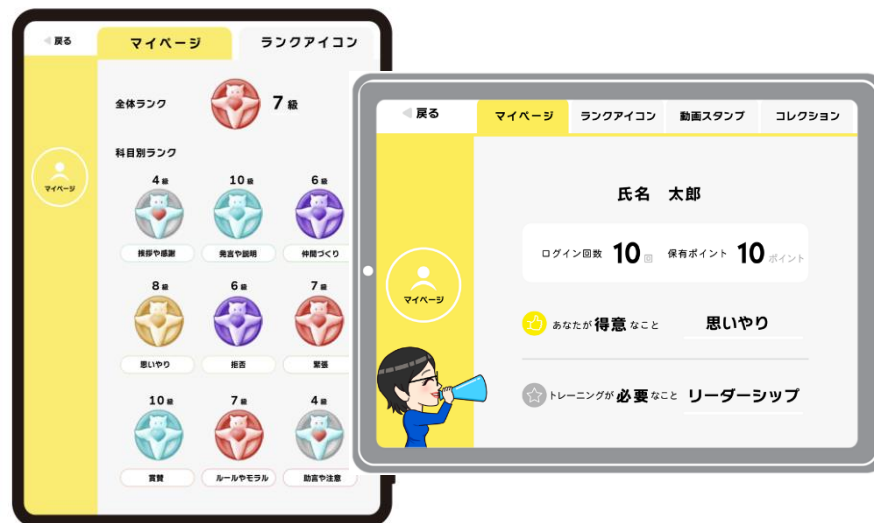 戻る
マイページ
ランクアイコン
全体ランク
7級
科目別ランク
マイページ
4級
10級
6級
挨拶や感謝
発言や説明
仲間づくり
8級
6級
7級
思いやり
拒否
緊張
10級
7級
4級
賞賛
ルールやモラル
助言や注意
戻る
マイページ
ランクアイコン
動画スタンプ
コレクション
氏名 太郎
ログイン回数 10回 保有ポイント 10ポイント
マイページ
あなたが得意なこと 思いやり
トレーニングが必要なこと リーダーシップ